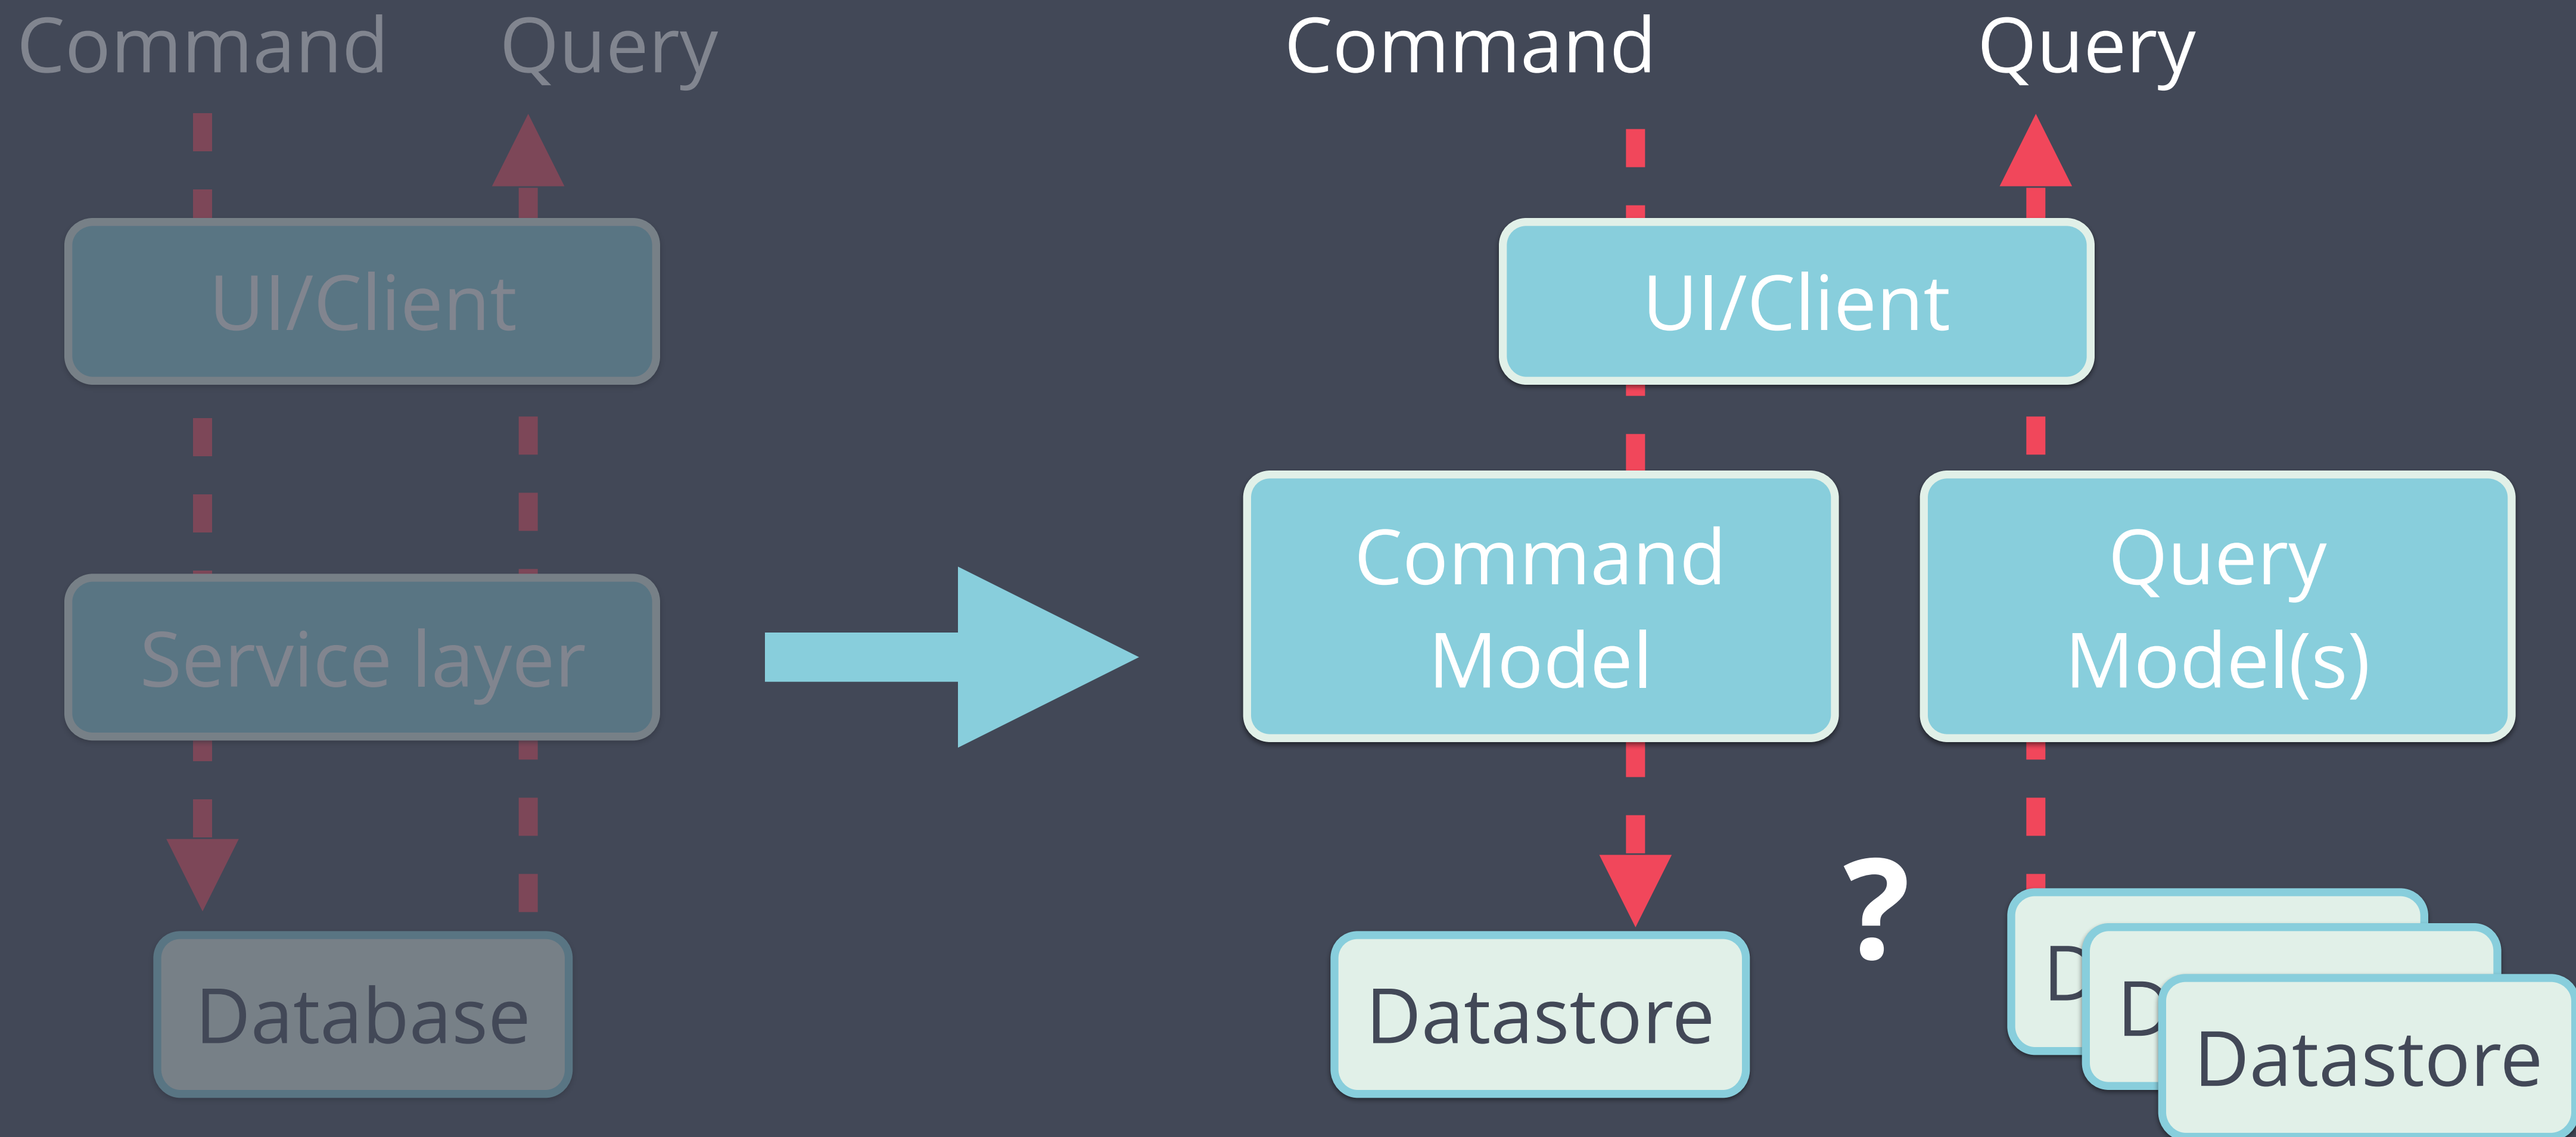 Command
Query
UI/Client
Service layer
Database
Command
Query
UI/Client
Command
Model
Query
Model(s)
Datastore
?
D
D
Datastore